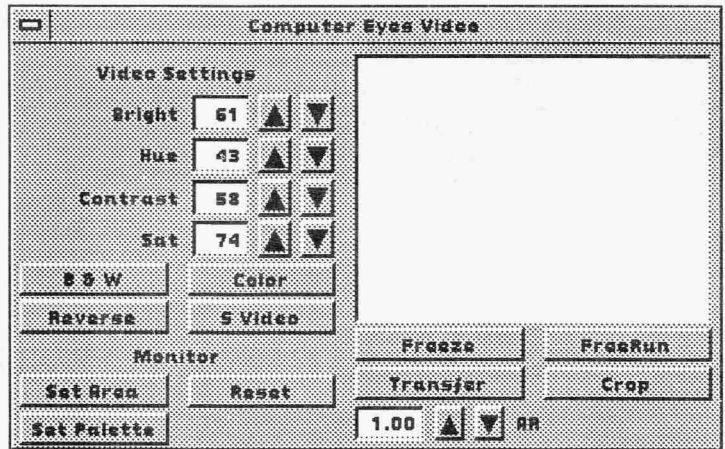 Computer Eyes Video
Video Settings
Bright 61
Hue 43
Contrast 58
Sat 74
B & W Color
Reverse S Video
Monitor
Set Area Reset
Set Palette
Freeze FreeRun
Transfer Crop
1.00 AR